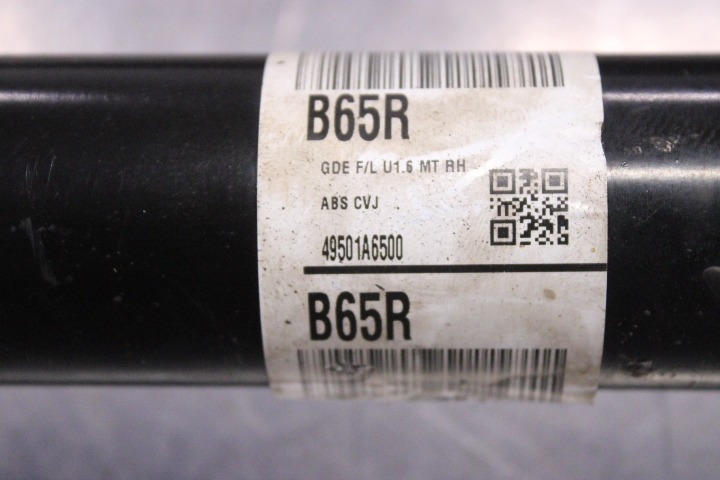 B65R
GDE F/L U1.6 MT RH
ABS CVJ
49501A6500
B65R